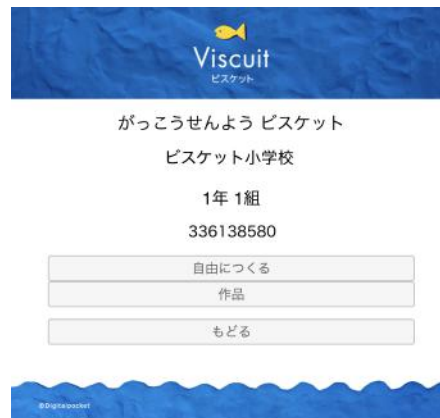 Viscuit
ビスケット
がっこうせんよう ビスケット
ビスケット小学校
1年 1組
336138580
自由につくる
作品
もどる
©Digitalpocket